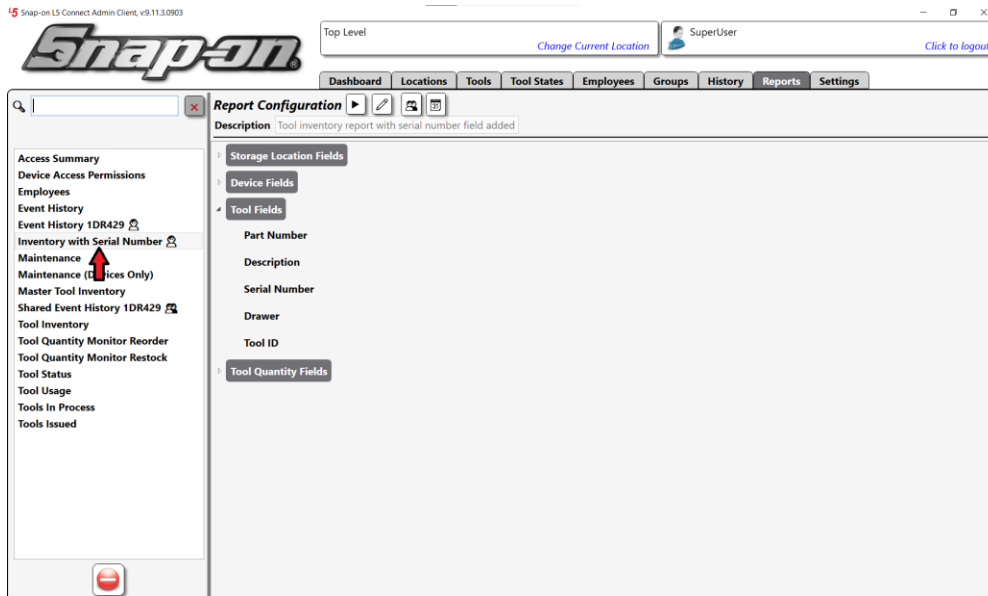 L5 Snap-on L5 Connect Admin Client, v:9.11.3.0903
Snap-on®
Top Level
Change Current Location
SuperUser
Click to logout
Dashboard Locations Tools Tool States Employees Groups History Reports Settings
Report Configuration
Description Tool inventory report with serial number field added
Access Summary
Device Access Permissions
Employees
Event History
Event History 1DR429
Inventory with Serial Number
Maintenance
Maintenance (Devices Only)
Master Tool Inventory
Shared Event History 1DR429
Tool Inventory
Tool Quantity Monitor Reorder
Tool Quantity Monitor Restock
Tool Status
Tool Usage
Tools In Process
Tools Issued
Storage Location Fields
Device Fields
Tool Fields
Part Number
Description
Serial Number
Drawer
Tool ID
Tool Quantity Fields